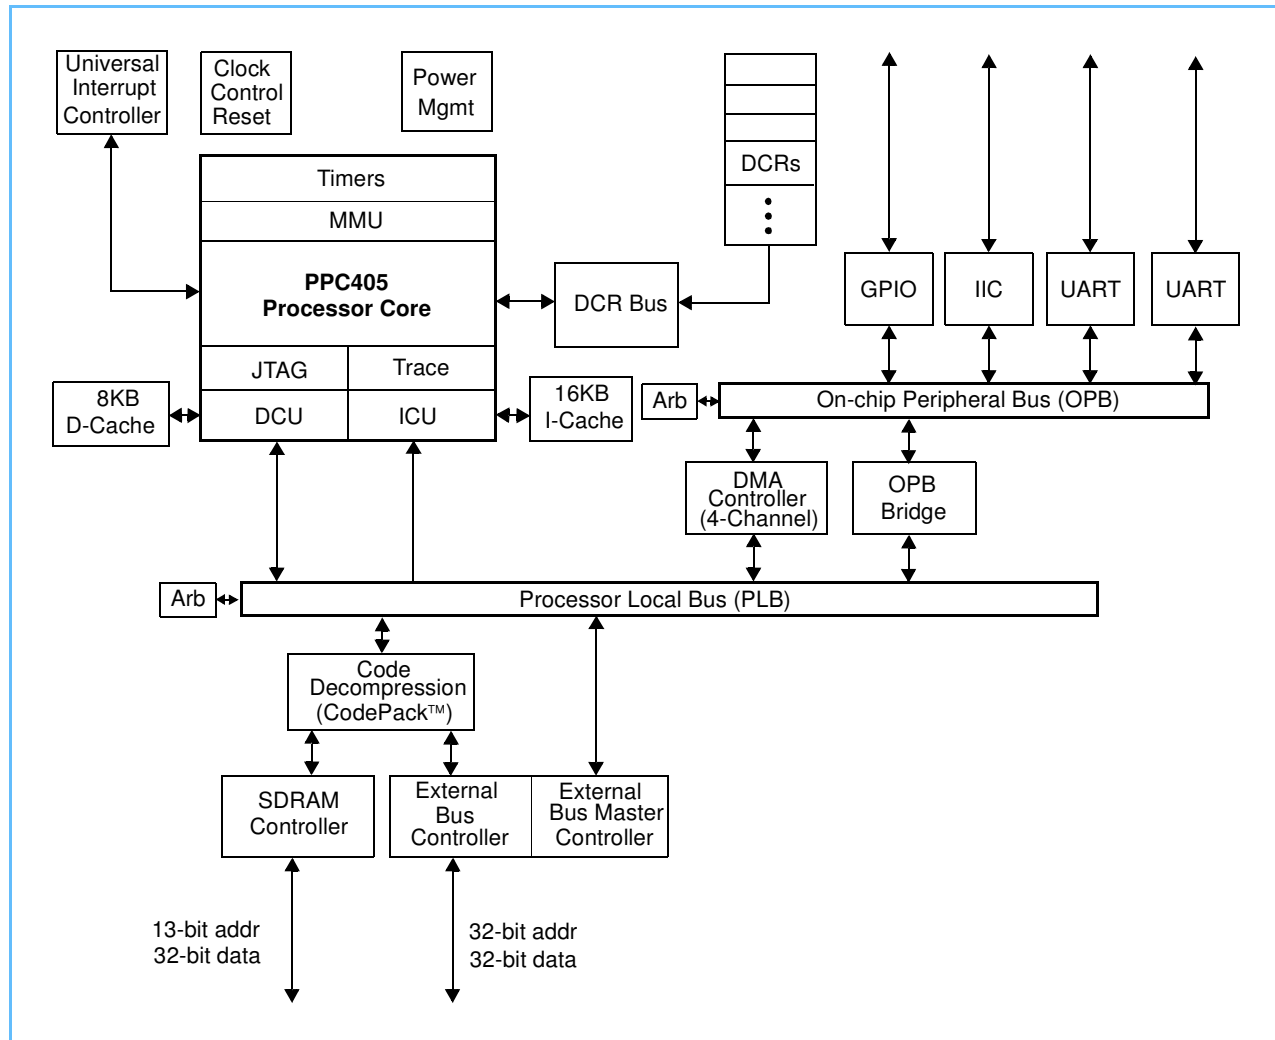 Universal
Interrupt
Controller
Clock
Control
Reset
Power
Mgmt
DCRs
Timers
MMU
PPC405
Processor Core
JTAG
Trace
DCU
ICU
8KB
D-Cache
16KB
I-Cache
DCR Bus
GPIO
IIC
UART
UART
Arb
On-chip Peripheral Bus (OPB)
DMA
Controller
(4-Channel)
OPB
Bridge
Arb
Processor Local Bus (PLB)
Code
Decompression
(CodePack™)
SDRAM
Controller
External
Bus
Controller
External
Bus Master
Controller
13-bit addr
32-bit data
32-bit addr
32-bit data